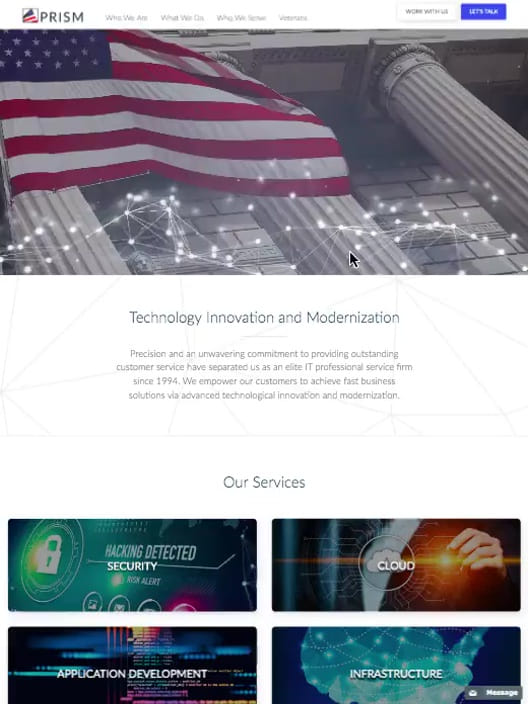 PRISM
Who We Are What We Do Who We Serve Veterans
WORK WITH US LET'S TALK
Technology Innovation and Modernization
Precision and an unwavering commitment to providing outstanding
customer service have separated us as an elite IT professional service firm
since 1994. We empower our customers to achieve fast business
solutions via advanced technological innovation and modernization.
Our Services
HACKING DETECTED
SECURITY
RISK ALERT
CLOUD
APPLICATION DEVELOPMENT
INFRASTRUCTURE
Message